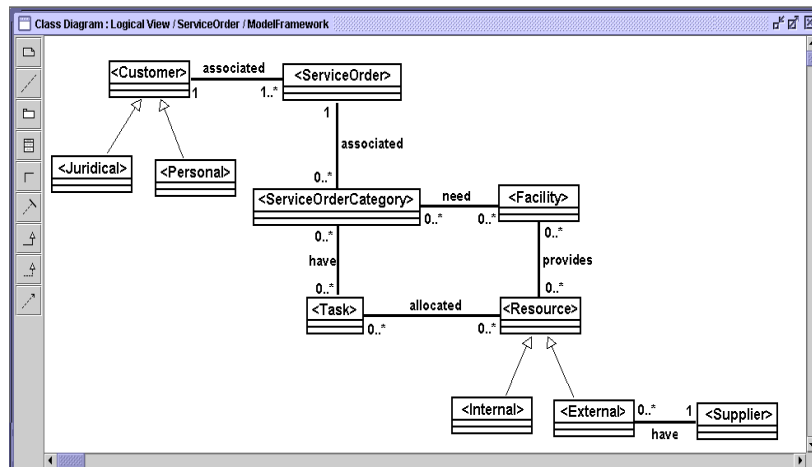 Class Diagram : Logical View / ServiceOrder / ModelFramework
<Customer>
associated
<ServiceOrder>
1
1..*
1
associated
<Juridical>
<Personal>
0..*
<ServiceOrderCategory>
need
<Facility>
0..*
0..*
0..*
0..*
have
provides
0..*
0..*
<Task>
allocated
<Resource>
0..*
0..*
<Internal>
<External>
0..*
1
<Supplier>
have